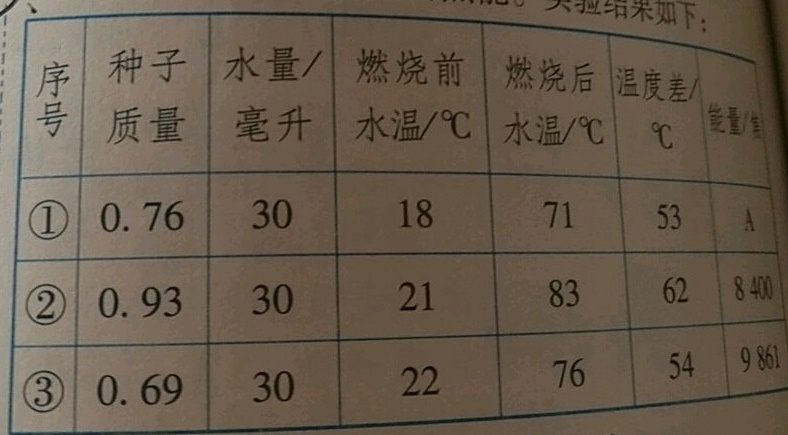 实验结果如下:
序号 种子质量 水量/毫升 燃烧前水温/℃ 燃烧后水温/℃ 温度差/℃ 能量/焦
① 0.76 30 18 71 53 A
② 0.93 30 21 83 62 8 400
③ 0.69 30 22 76 54 9 861